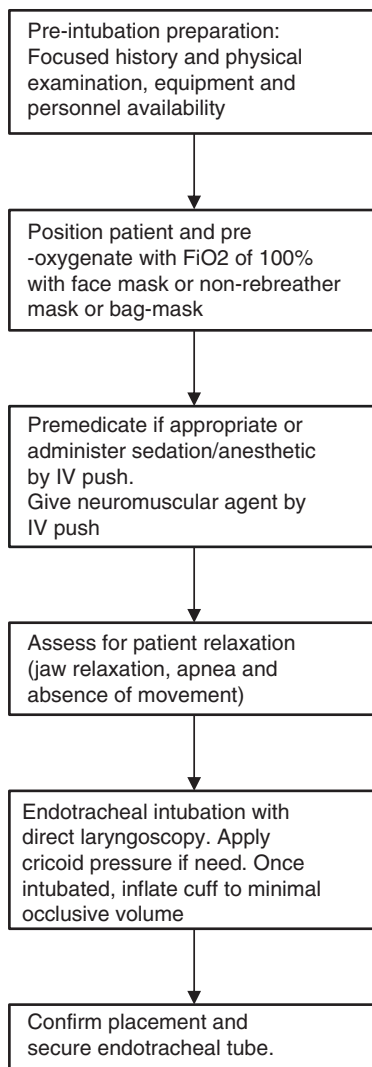 Pre-intubation preparation:
Focused history and physical
examination, equipment and
personnel availability
Position patient and pre
-oxygenate with FiO2 of 100%
with face mask or non-rebreather
mask or bag-mask
Premedicate if appropriate or
administer sedation/anesthetic
by IV push.
Give neuromuscular agent by
IV push
Assess for patient relaxation
(jaw relaxation, apnea and
absence of movement)
Endotracheal intubation with
direct laryngoscopy. Apply
cricoid pressure if need. Once
intubated, inflate cuff to minimal
occlusive volume
Confirm placement and
secure endotracheal tube.